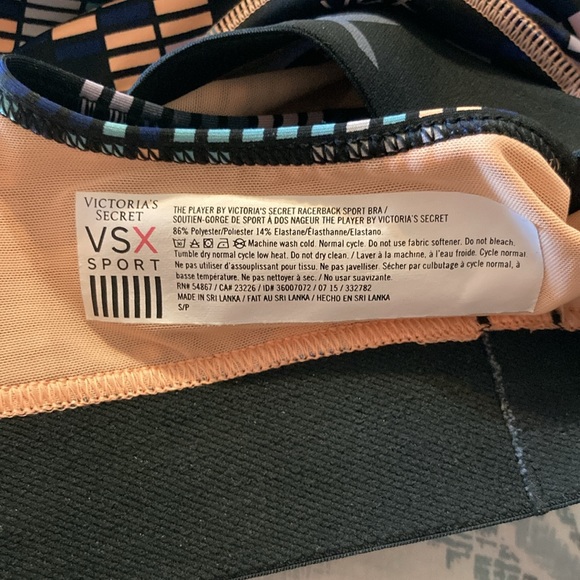 VICTORIA'S
SECRET
VSX
SPORT
THE PLAYER BY VICTORIA'S SECRET RACERBACK SPORT BRA /
SOUTIEN-GORGE DE SPORT À DOS NAGEUR THE PLAYER BY VICTORIA'S SECRET
86% Polyester/Poliester 14% Elastane/Élasthanne/Elastano.
Machine wash cold. Normal cycle. Do not use fabric softener. Do not bleach.
Tumble dry normal cycle low heat. Do not dry clean. / Laver à la machine, à l'eau froide. Cycle normal
Ne pas utiliser d'assouplissant pour tissu. Ne pas javelliser. Sécher par culbutage à cycle normal, à
basse température. Ne pas nettoyer à sec. / No usar suavizante.
RN# 54867 / CA# 23226 / ID# 36007072 / 07 15 / 332782
MADE IN SRI LANKA / FAIT AU SRI LANKA / HECHO EN SRI LANKA
S/P